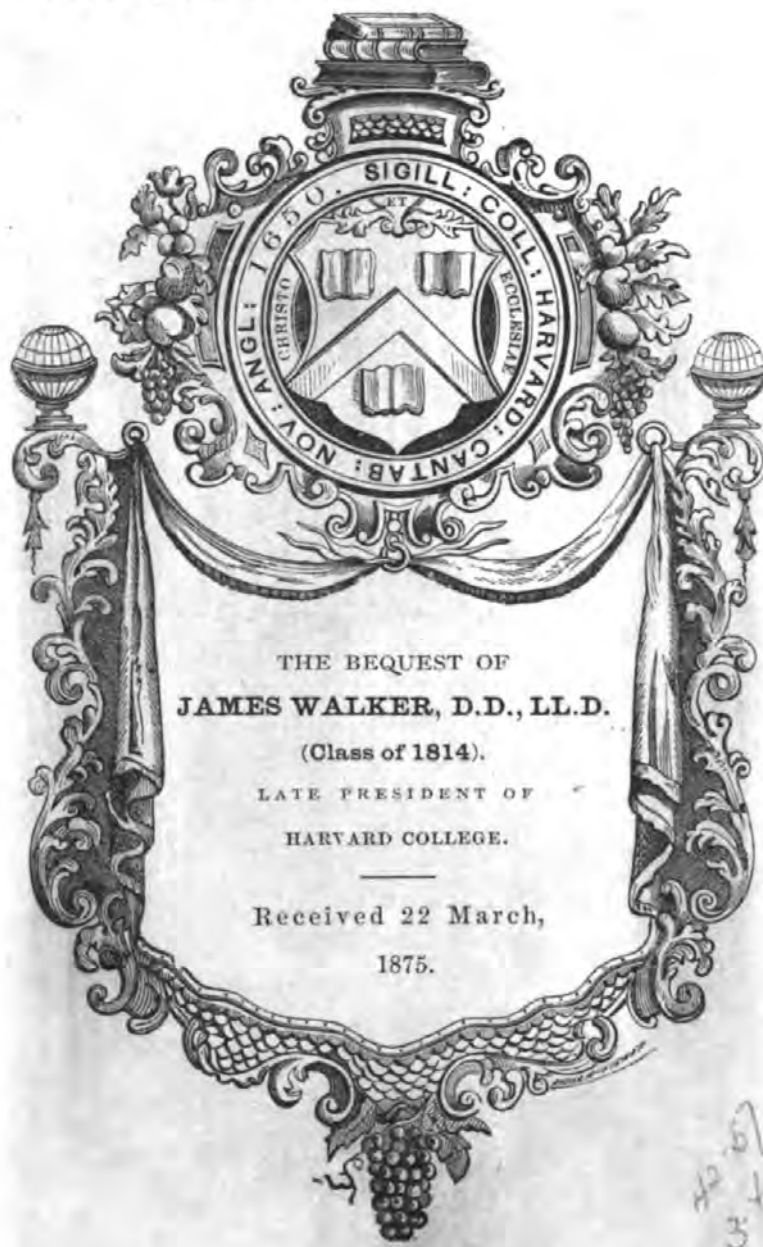 SIGILL: COLL: HARVARD: CANTAB: NOV: ANGL: 1650.
ET
CHRISTO
ECCLESIAE
THE BEQUEST OF
JAMES WALKER, D.D., LL.D.
(Class of 1814).
LATE PRESIDENT OF
HARVARD COLLEGE.
Received 22 March,
1875.